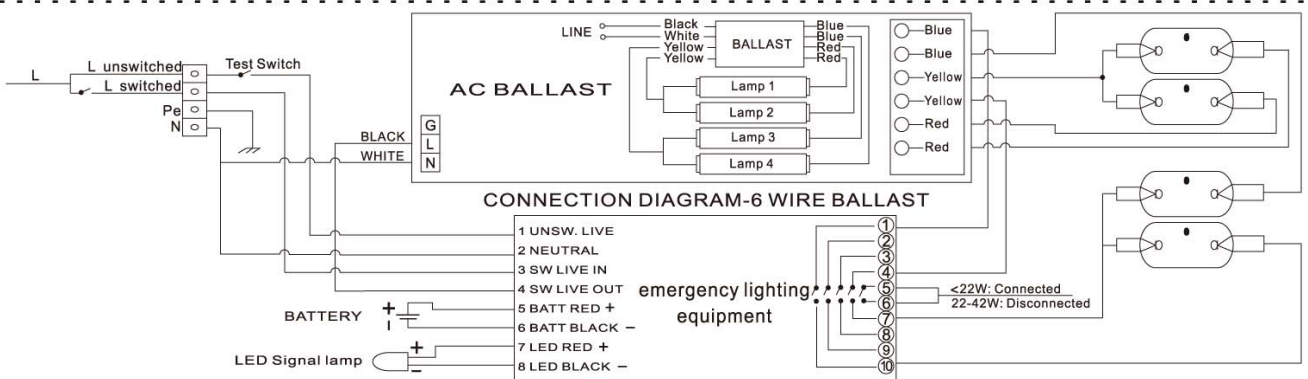 L
L unswitched
L switched
Pe
N
Test Switch
AC BALLAST
LINE
Black
White
Yellow
Yellow
BALLAST
Blue
Blue
Red
Red
Lamp 1
Lamp 2
Lamp 3
Lamp 4
BLACK
WHITE
G
L
N
Blue
Blue
Yellow
Yellow
Red
Red
CONNECTION DIAGRAM-6 WIRE BALLAST
1 UNSW. LIVE
2 NEUTRAL
3 SW LIVE IN
4 SW LIVE OUT
5 BATT RED +
6 BATT BLACK −
7 LED RED +
8 LED BLACK −
BATTERY
+
−
LED Signal lamp
+
−
emergency lighting
equipment
①
②
③
④
⑤
⑥
⑦
⑧
⑨
⑩
<22W: Connected
22-42W: Disconnected